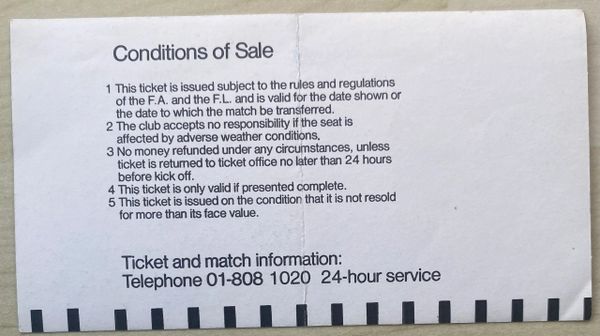 Conditions of Sale
1 This ticket is issued subject to the rules and regulations
of the F.A. and the F.L. and is valid for the date shown or
the date to which the match be transferred.
2 The club accepts no responsibility if the seat is
affected by adverse weather conditions.
3 No money refunded under any circumstances, unless
ticket is returned to ticket office no later than 24 hours
before kick off.
4 This ticket is only valid if presented complete.
5 This ticket is issued on the condition that it is not resold
for more than its face value.
Ticket and match information:
Telephone 01-808 1020 24-hour service